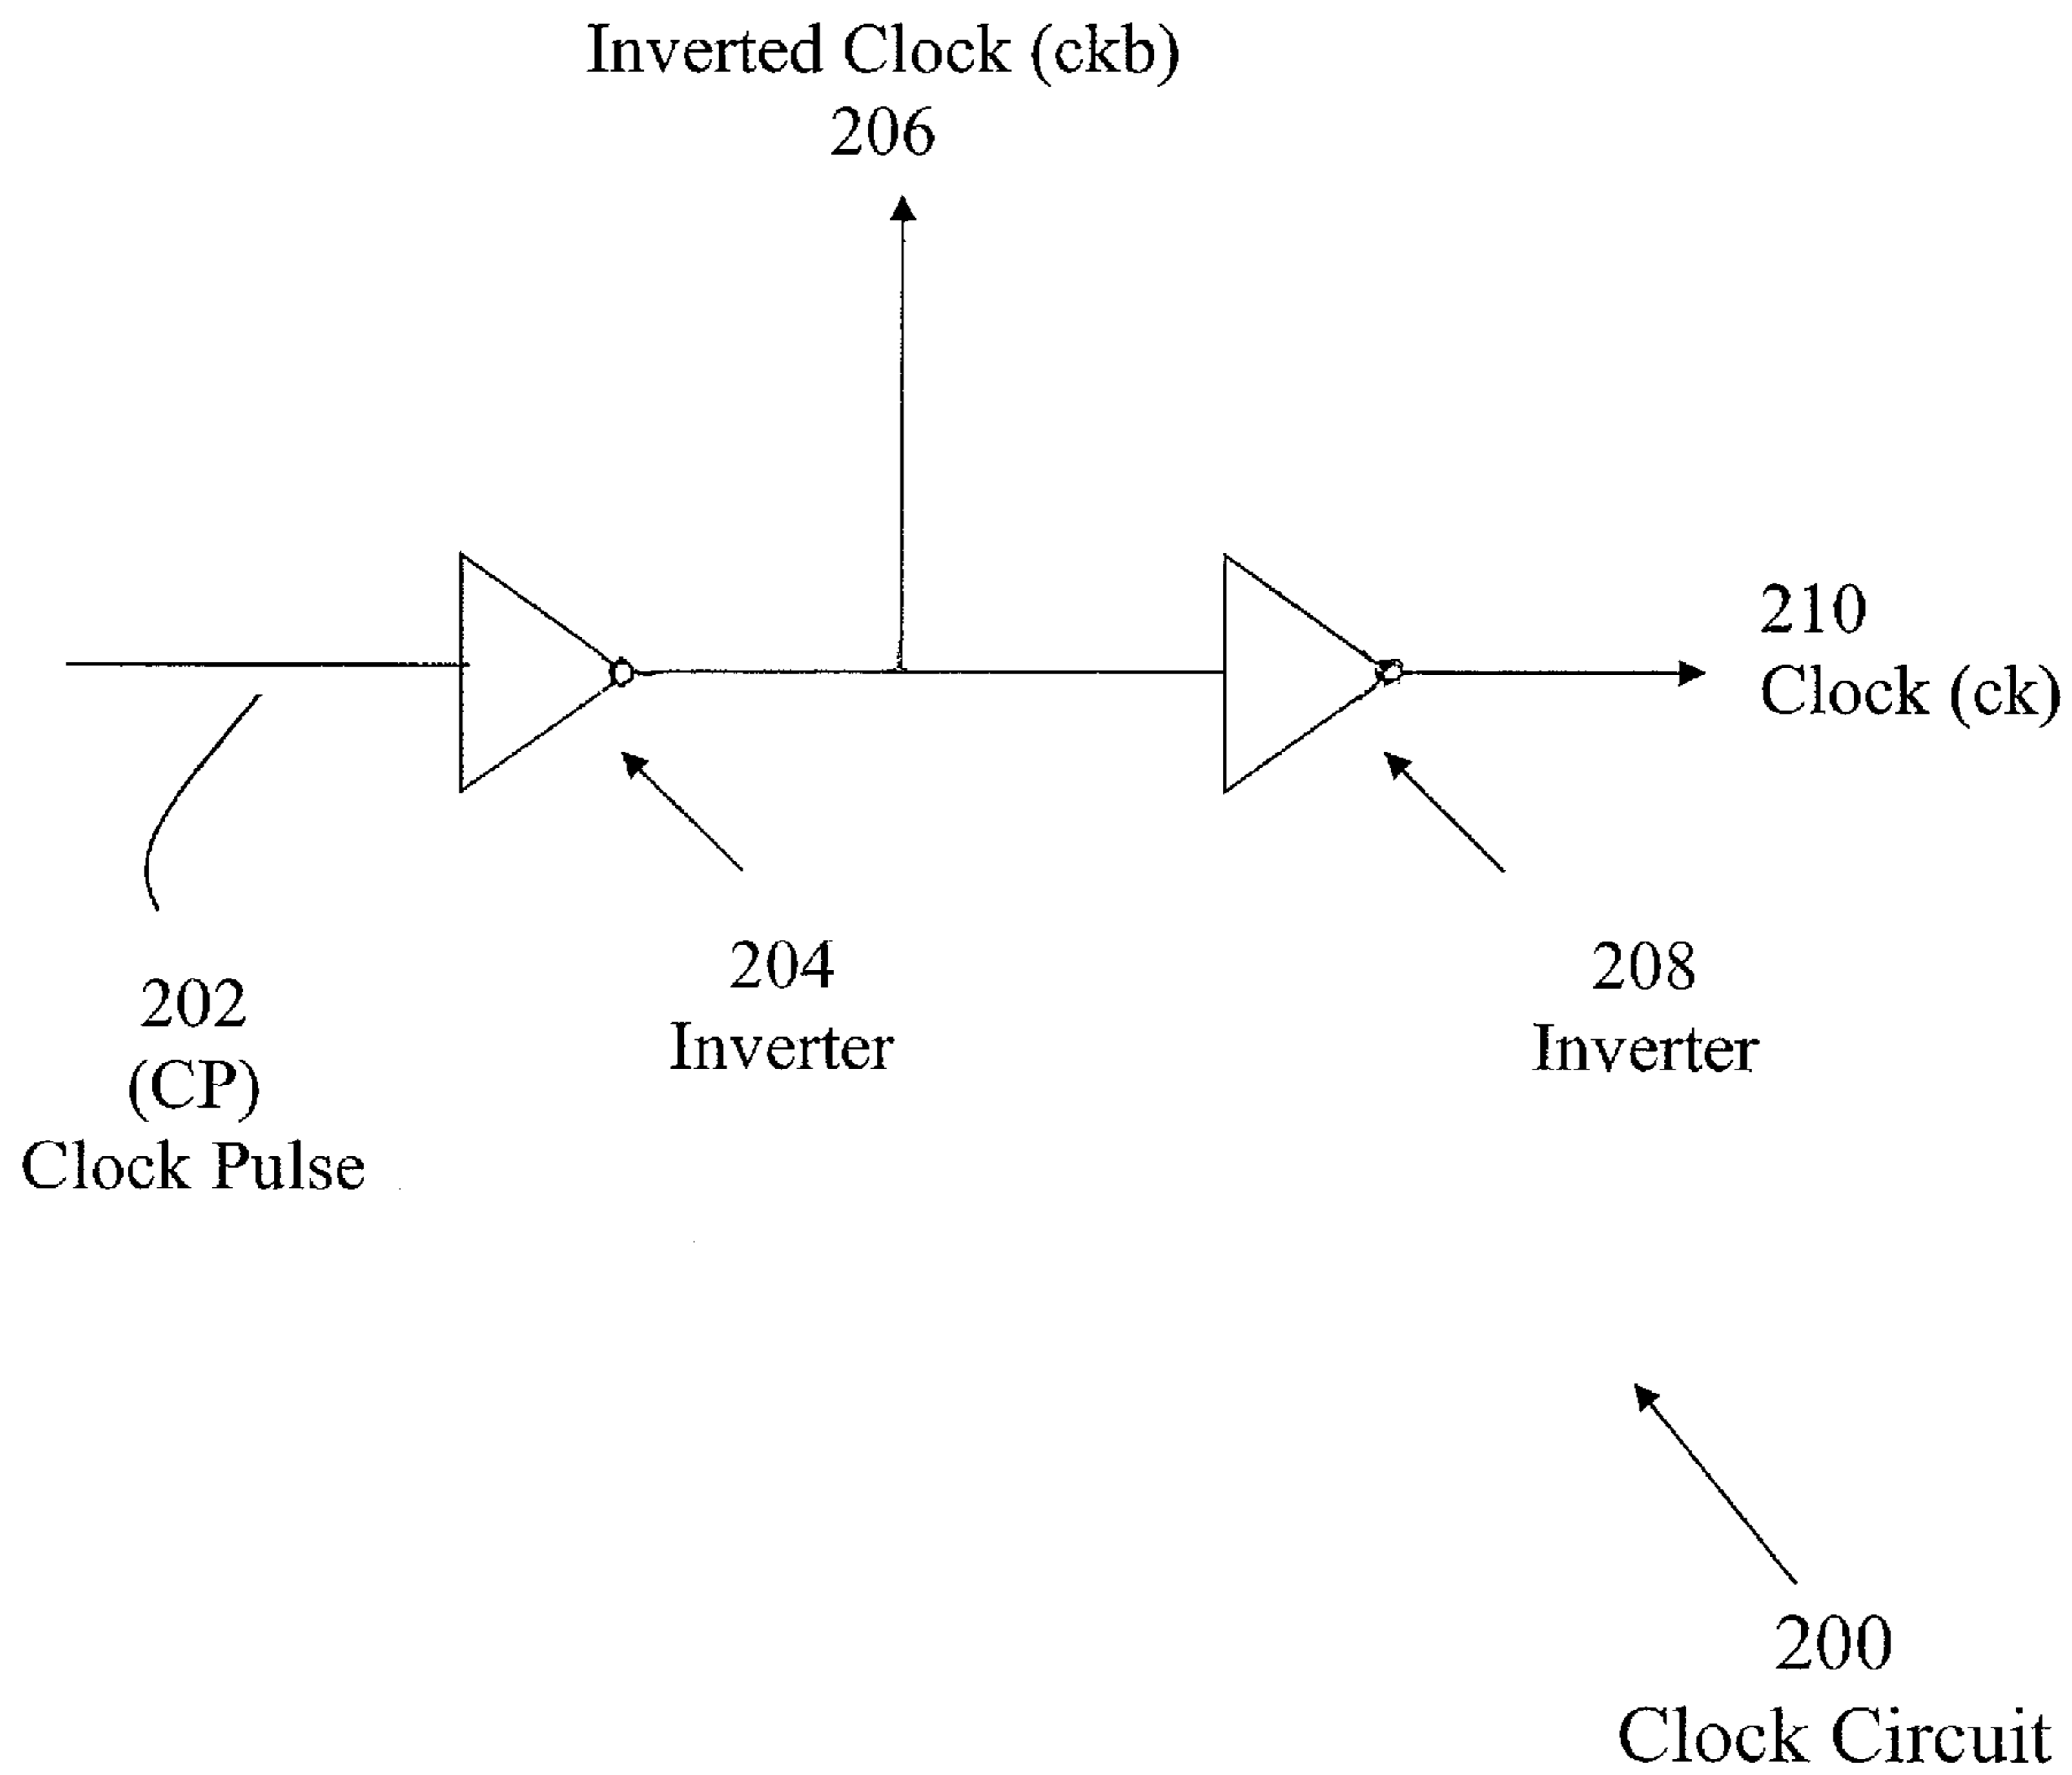 Inverted Clock (ckb)
206
210
Clock (ck)
204
Inverter
208
Inverter
202
(CP)
Clock Pulse
200
Clock Circuit